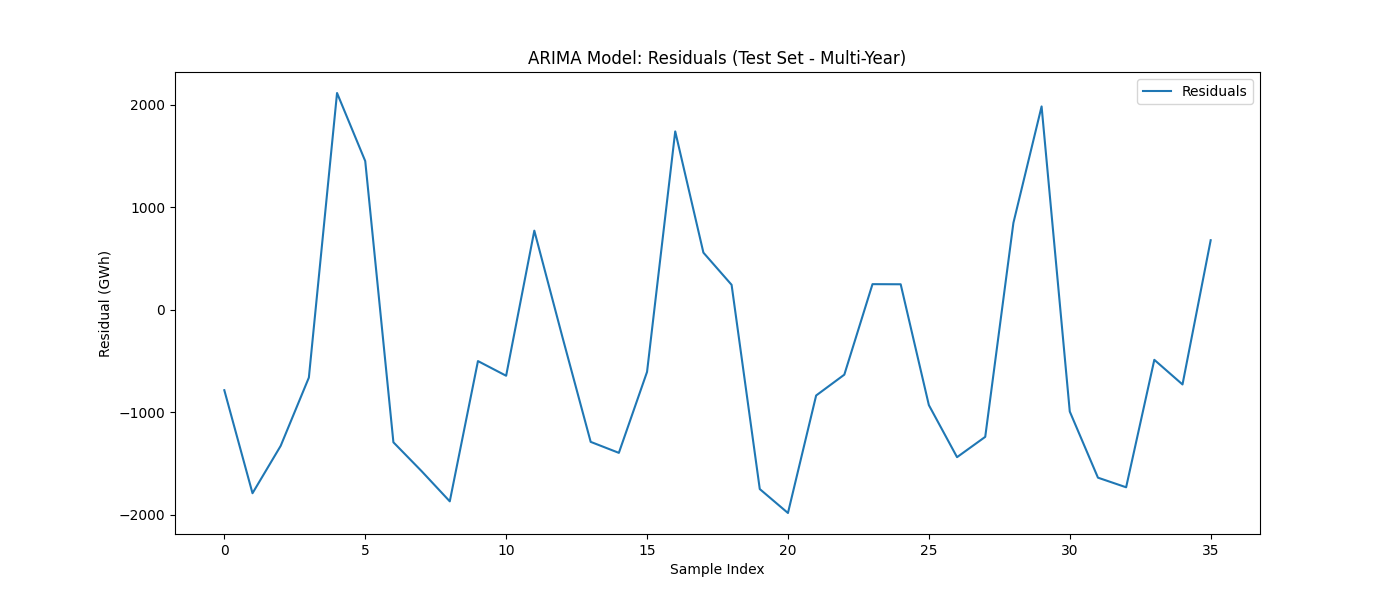 ARIMA Model: Residuals (Test Set - Multi-Year)
Residuals
2000
1000
0
−1000
−2000
Residual (GWh)
0 5 10 15 20 25 30 35
Sample Index